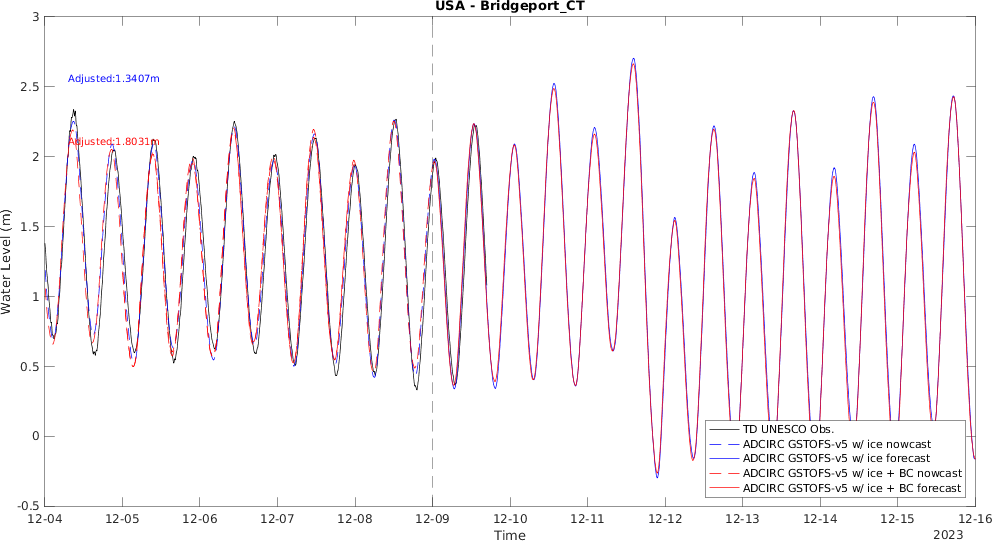 USA - Bridgeport_CT
3
2.5
2
1.5
1
0.5
0
-0.5
Water Level (m)
Adjusted:1.3407m
Adjusted:1.8031m
TD UNESCO Obs.
ADCIRC GSTOFS-v5 w/ ice nowcast
ADCIRC GSTOFS-v5 w/ ice forecast
ADCIRC GSTOFS-v5 w/ ice + BC nowcast
ADCIRC GSTOFS-v5 w/ ice + BC forecast
12-04 12-05 12-06 12-07 12-08 12-09 12-10 12-11 12-12 12-13 12-14 12-15 12-16
Time
2023